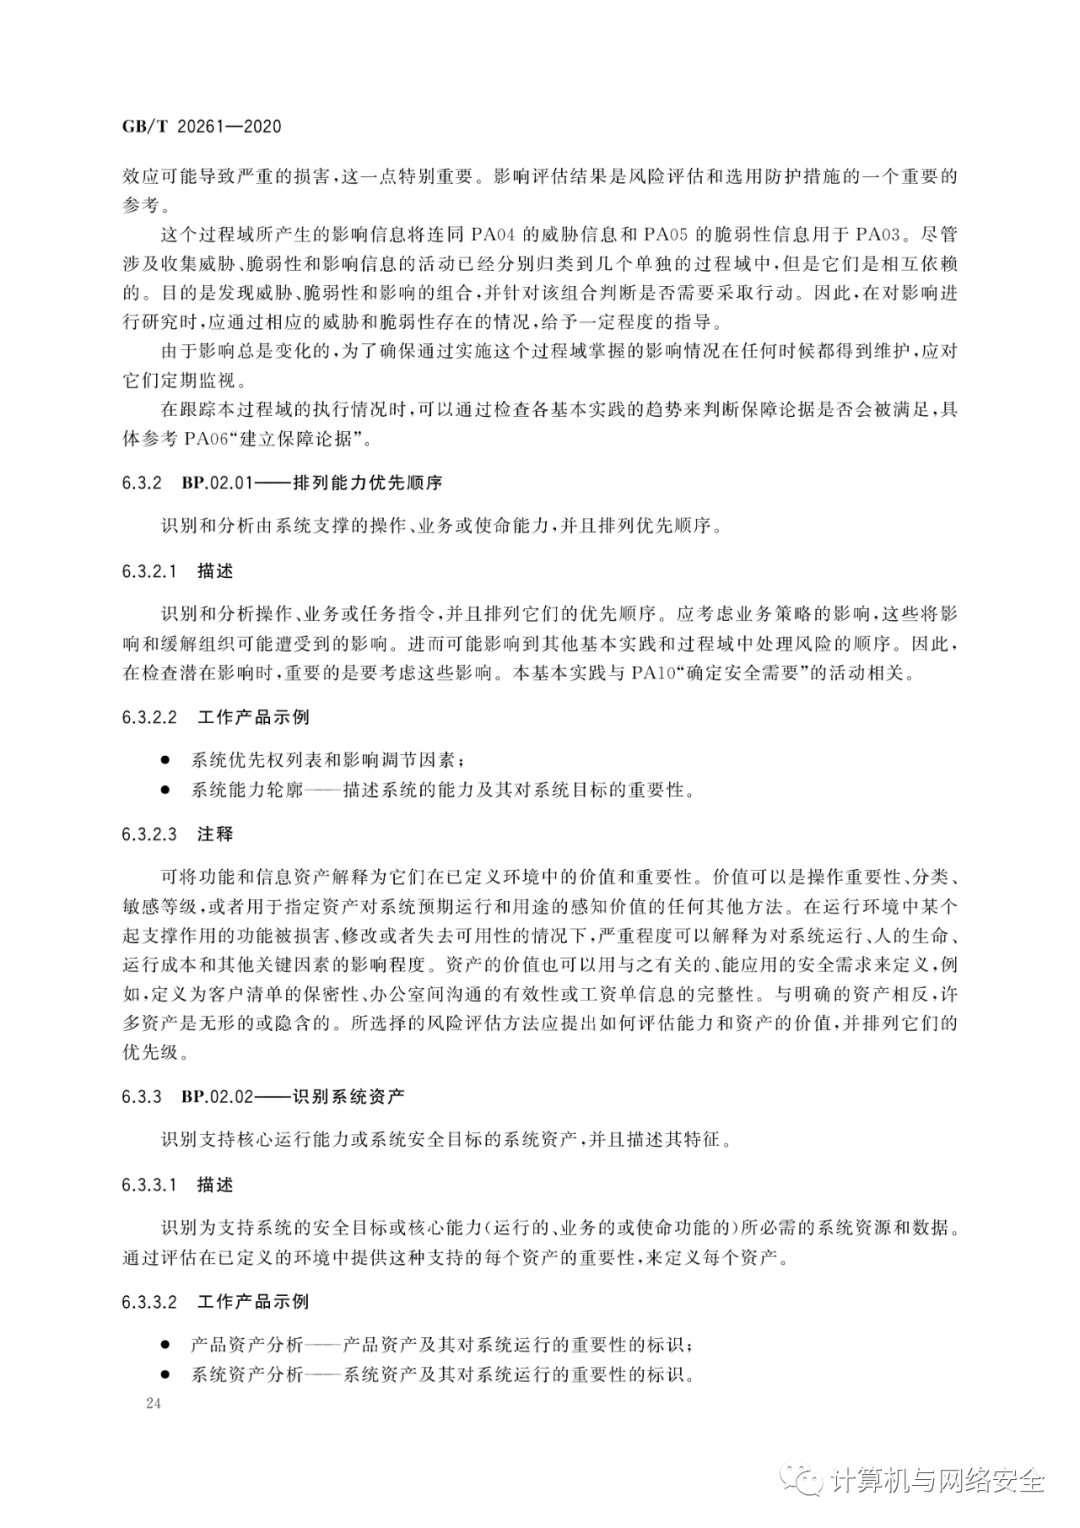 GB/T 20261—2020
效应可能导致严重的损害,这一点特别重要。影响评估结果是风险评估和选用防护措施的一个重要的
参考。
这个过程域所产生的影响信息将连同 PA04 的威胁信息和 PA05 的脆弱性信息用于 PA03。尽管
涉及收集威胁、脆弱性和影响信息的活动已经分别归类到几个单独的过程域中,但是它们是相互依赖
的。目的是发现威胁、脆弱性和影响的组合,并针对该组合判断是否需要采取行动。因此,在对影响进
行研究时,应通过相应的威胁和脆弱性存在的情况,给予一定程度的指导。
由于影响总是变化的,为了确保通过实施这个过程域掌握的影响情况在任何时候都得到维护,应对
它们定期监视。
在跟踪本过程域的执行情况时,可以通过检查各基本实践的趋势来判断保障论据是否会被满足,具
体参考 PA06“建立保障论据”。
6.3.2 BP.02.01——排列能力优先顺序
识别和分析由系统支撑的操作、业务或使命能力,并且排列优先顺序。
6.3.2.1 描述
识别和分析操作、业务或任务指令,并且排列它们的优先顺序。应考虑业务策略的影响,这些将影
响和缓解组织可能遭受到的影响。进而可能影响到其他基本实践和过程域中处理风险的顺序。因此,
在检查潜在影响时,重要的是要考虑这些影响。本基本实践与 PA10“确定安全需要”的活动相关。
6.3.2.2 工作产品示例
● 系统优先权列表和影响调节因素;
● 系统能力轮廓——描述系统的能力及其对系统目标的重要性。
6.3.2.3 注释
可将功能和信息资产解释为它们在已定义环境中的价值和重要性。价值可以是操作重要性、分类、
敏感等级,或者用于指定资产对系统预期运行和用途的感知价值的任何其他方法。在运行环境中某个
起支撑作用的功能被损害、修改或者失去可用性的情况下,严重程度可以解释为对系统运行、人的生命、
运行成本和其他关键因素的影响程度。资产的价值也可以用与之有关的、能应用的安全需求来定义,例
如,定义为客户清单的保密性、办公室间沟通的有效性或工资单信息的完整性。与明确的资产相反,许
多资产是无形的或隐含的。所选择的风险评估方法应提出如何评估能力和资产的价值,并排列它们的
优先级。
6.3.3 BP.02.02——识别系统资产
识别支持核心运行能力或系统安全目标的系统资产,并且描述其特征。
6.3.3.1 描述
识别为支持系统的安全目标或核心能力(运行的、业务的或使命功能的)所必需的系统资源和数据。
通过评估在已定义的环境中提供这种支持的每个资产的重要性,来定义每个资产。
6.3.3.2 工作产品示例
● 产品资产分析——产品资产及其对系统运行的重要性的标识;
● 系统资产分析——系统资产及其对系统运行的重要性的标识。
24
计算机与网络安全